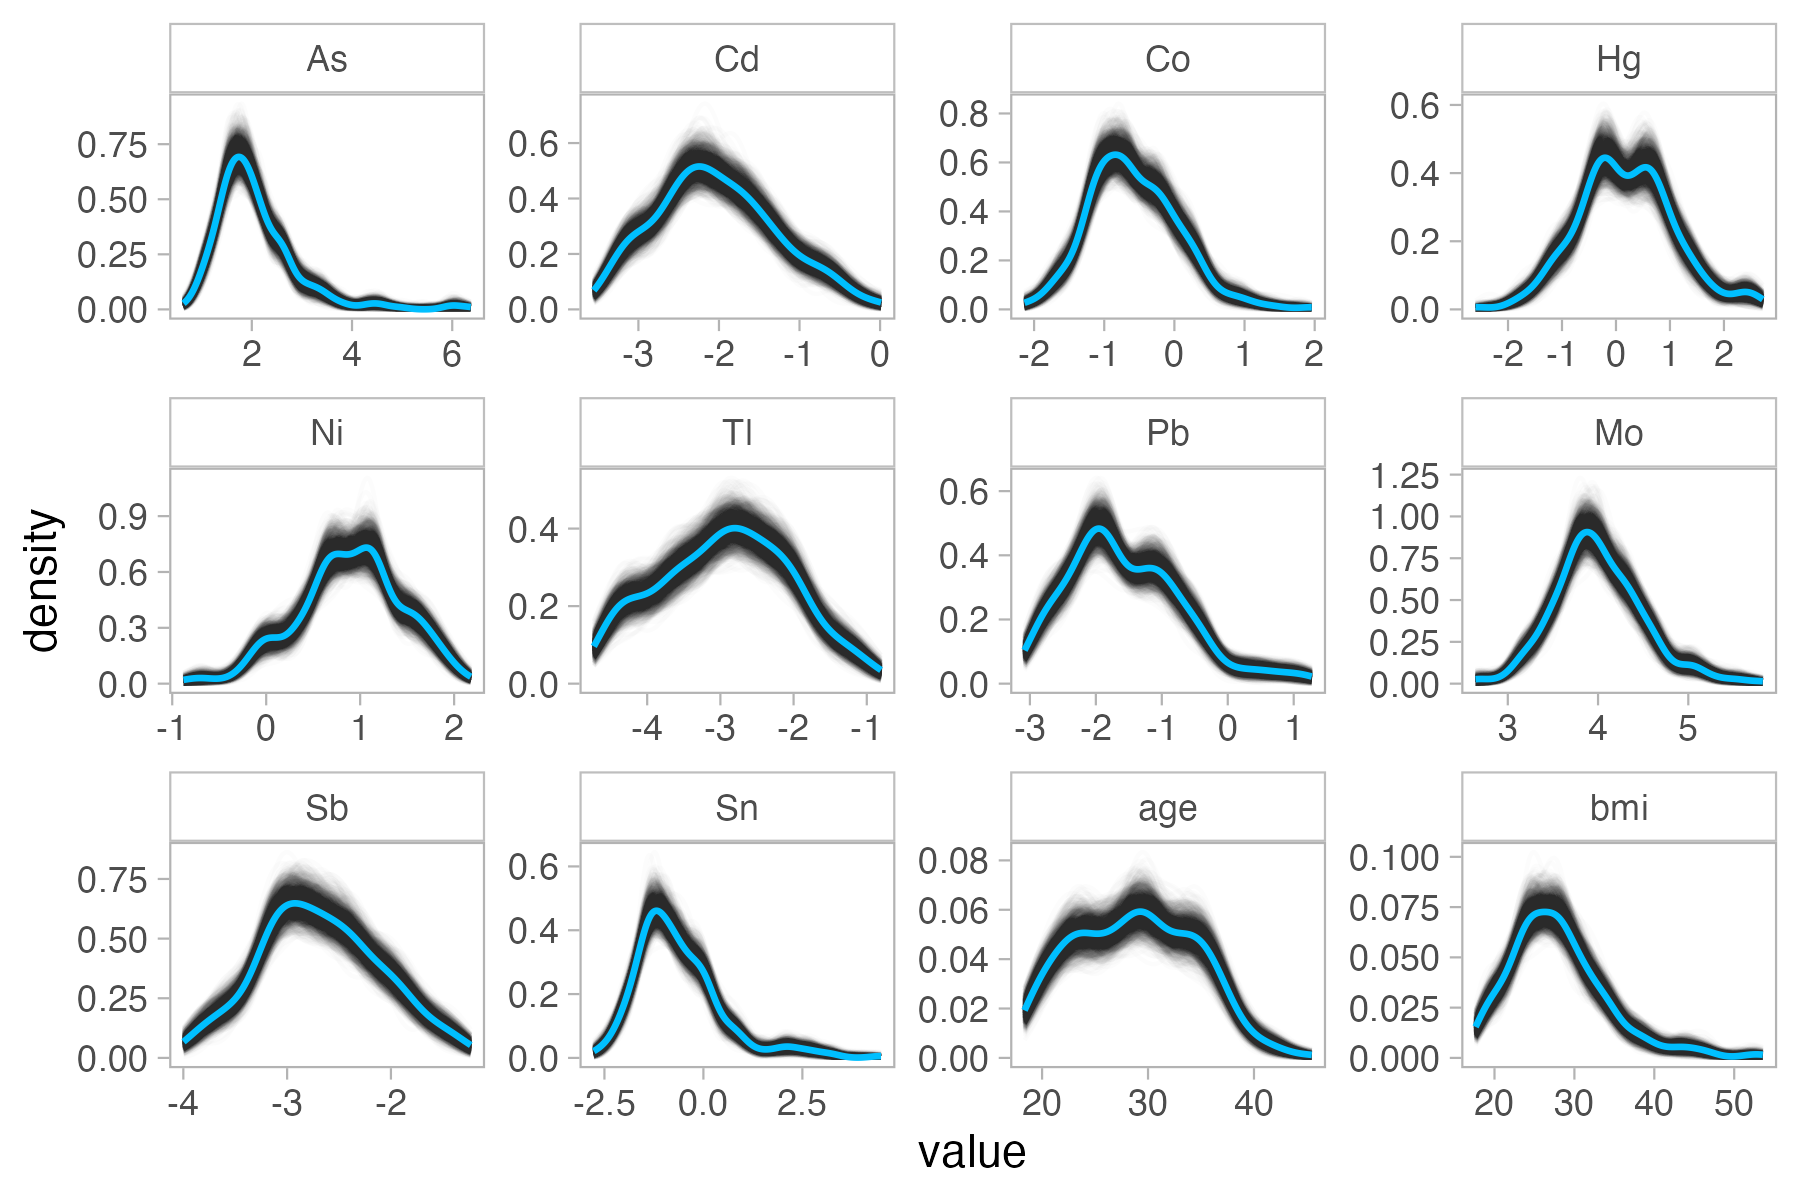 As Cd Co Hg
0.75 0.50 0.25 0.00
0.6 0.4 0.2 0.0
0.8 0.6 0.4 0.2 0.0
0.6 0.4 0.2 0.0
2 4 6
-3 -2 -1 0
-2 -1 0 1 2
-2 -1 0 1 2
Ni Tl Pb Mo
0.9 0.6 0.3 0.0
0.4 0.2 0.0
0.6 0.4 0.2 0.0
1.25 1.00 0.75 0.50 0.25 0.00
-1 0 1 2
-4 -3 -2 -1
-3 -2 -1 0 1
3 4 5
density
Sb Sn age bmi
0.75 0.50 0.25 0.00
0.6 0.4 0.2 0.0
0.08 0.06 0.04 0.02 0.00
0.100 0.075 0.050 0.025 0.000
-4 -3 -2
-2.5 0.0 2.5
20 30 40
20 30 40 50
value